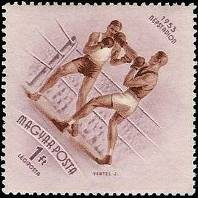 1953
NÉPSTADION
MAGYAR POSTA
1 Ft
LÉGIPOSTA
VERTEL J.